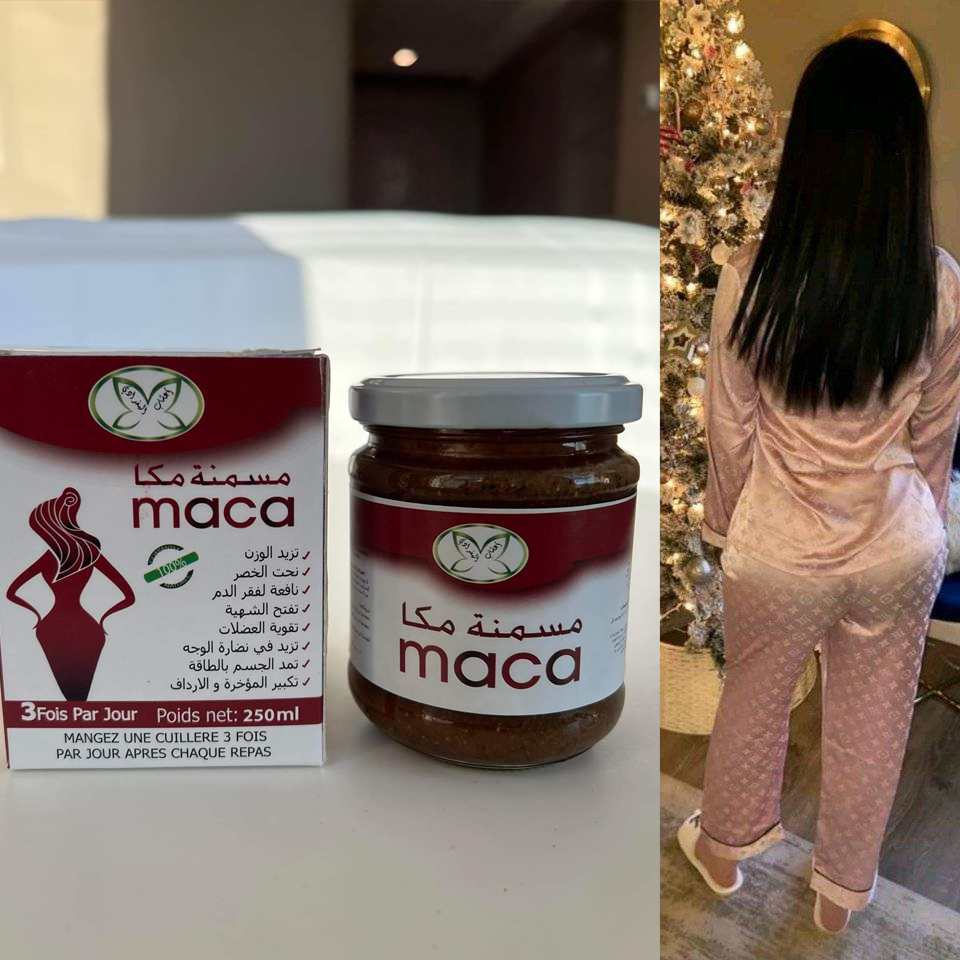 مسمنة مكا
maca
100%
تزيد الوزن
نحت الخصر
نافعة لفقر الدم
تفتح الشهية
تقوية العضلات
تزيد في نضارة الوجه
تمد الجسم بالطاقة
تكبير المؤخرة و الارداف
3 Fois Par Jour Poids net: 250ml
MANGEZ UNE CUILLERE 3 FOIS
PAR JOUR APRES CHAQUE REPAS
مسمنة مكا
maca